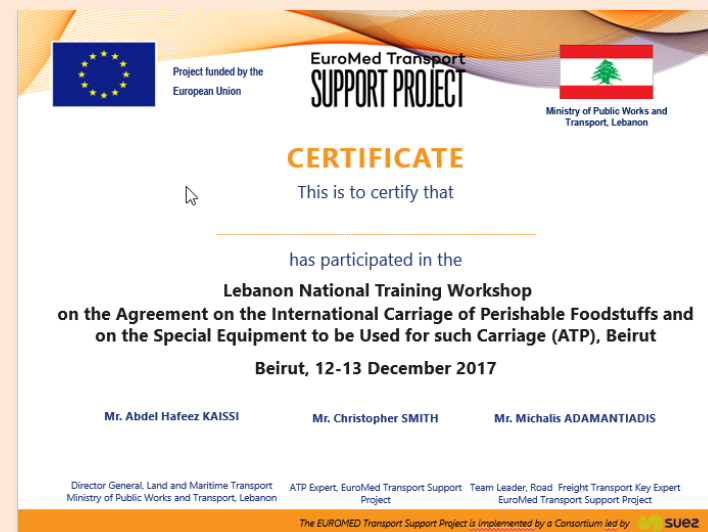 Project funded by the
European Union
EuroMed Transport
SUPPORT PROJECT
Ministry of Public Works and
Transport, Lebanon
CERTIFICATE
This is to certify that
has participated in the
Lebanon National Training Workshop
on the Agreement on the International Carriage of Perishable Foodstuffs and
on the Special Equipment to be Used for such Carriage (ATP), Beirut
Beirut, 12-13 December 2017
Mr. Abdel Hafeez KAISSI
Mr. Christopher SMITH
Mr. Michalis ADAMANTIADIS
Director General, Land and Maritime Transport
Ministry of Public Works and Transport, Lebanon
ATP Expert, EuroMed Transport Support
Project
Team Leader, Road Freight Transport Key Expert
EuroMed Transport Support Project
The EUROMED Transport Support Project is implemented by a Consortium led by
suez